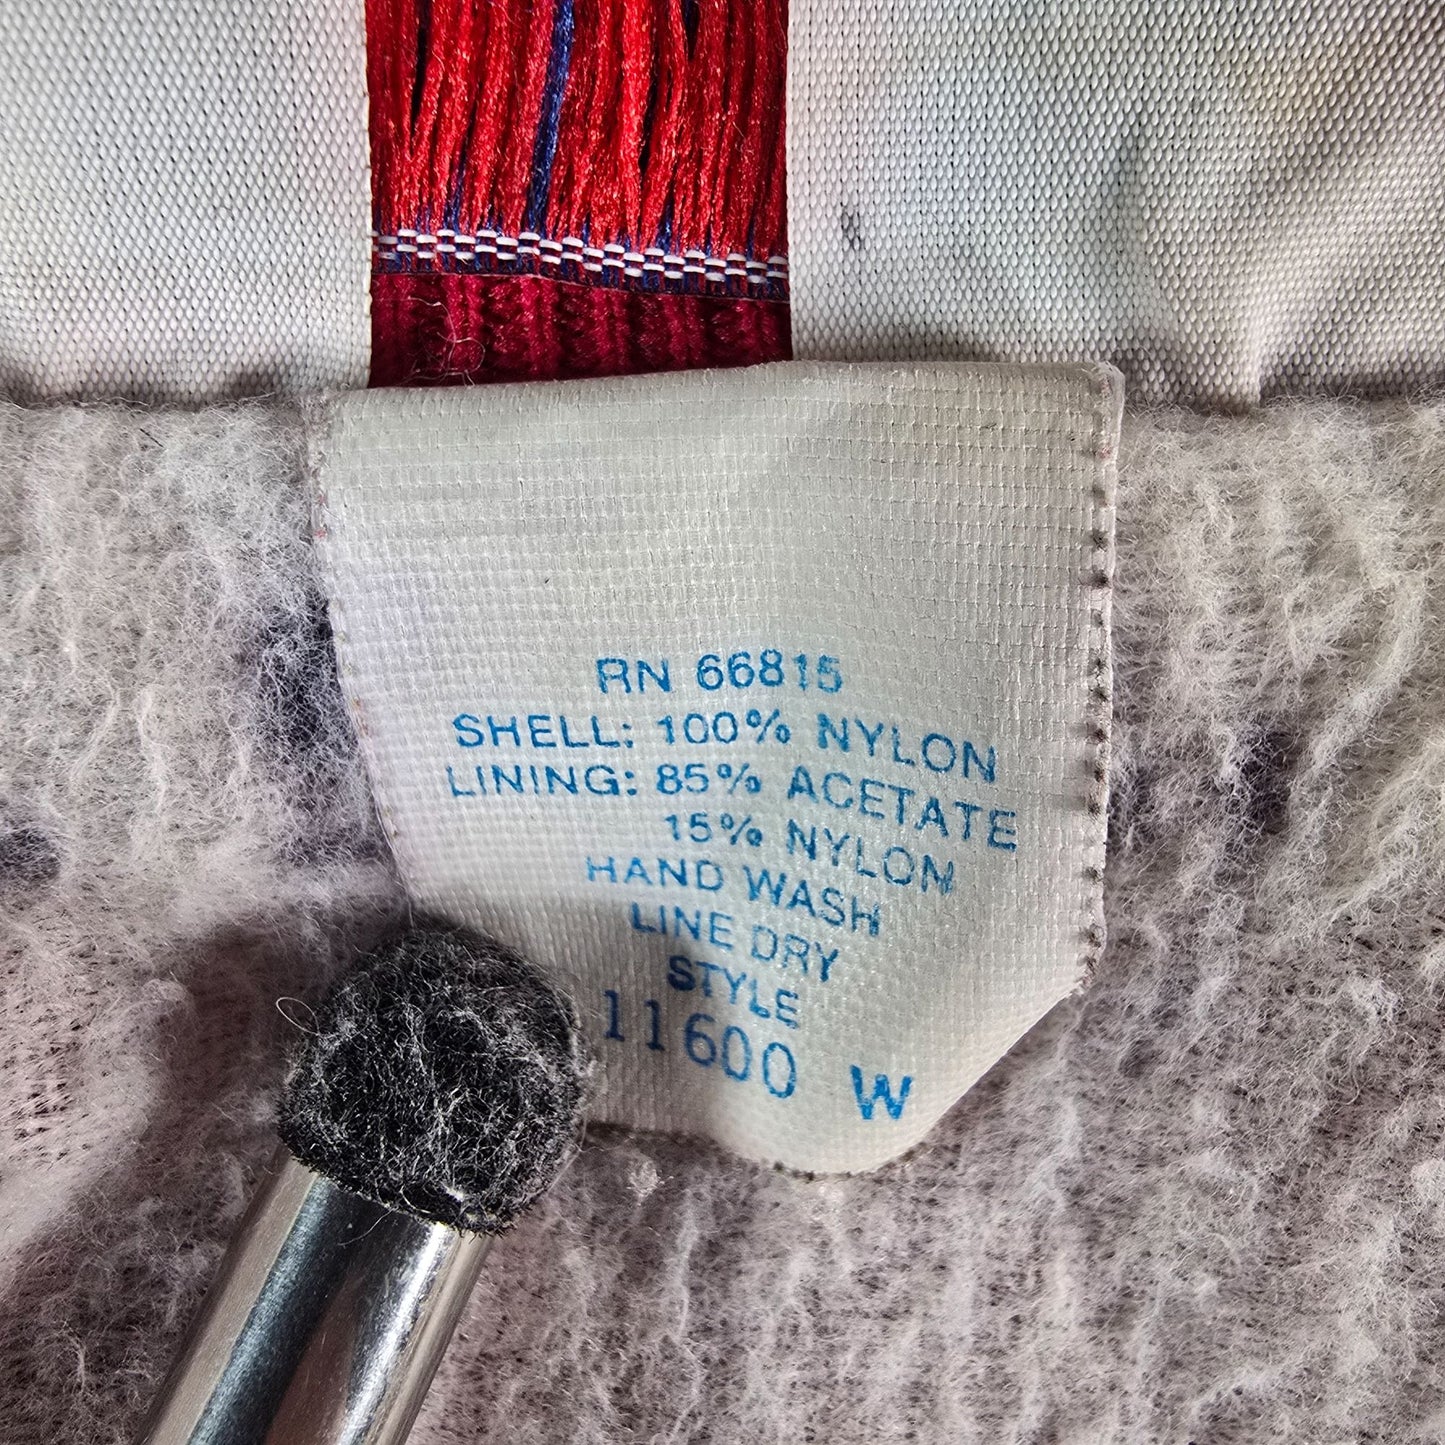 RN 66815
SHELL: 100% NYLON
LINING: 85% ACETATE
15% NYLON
HAND WASH
LINE DRY
STYLE
11600 W